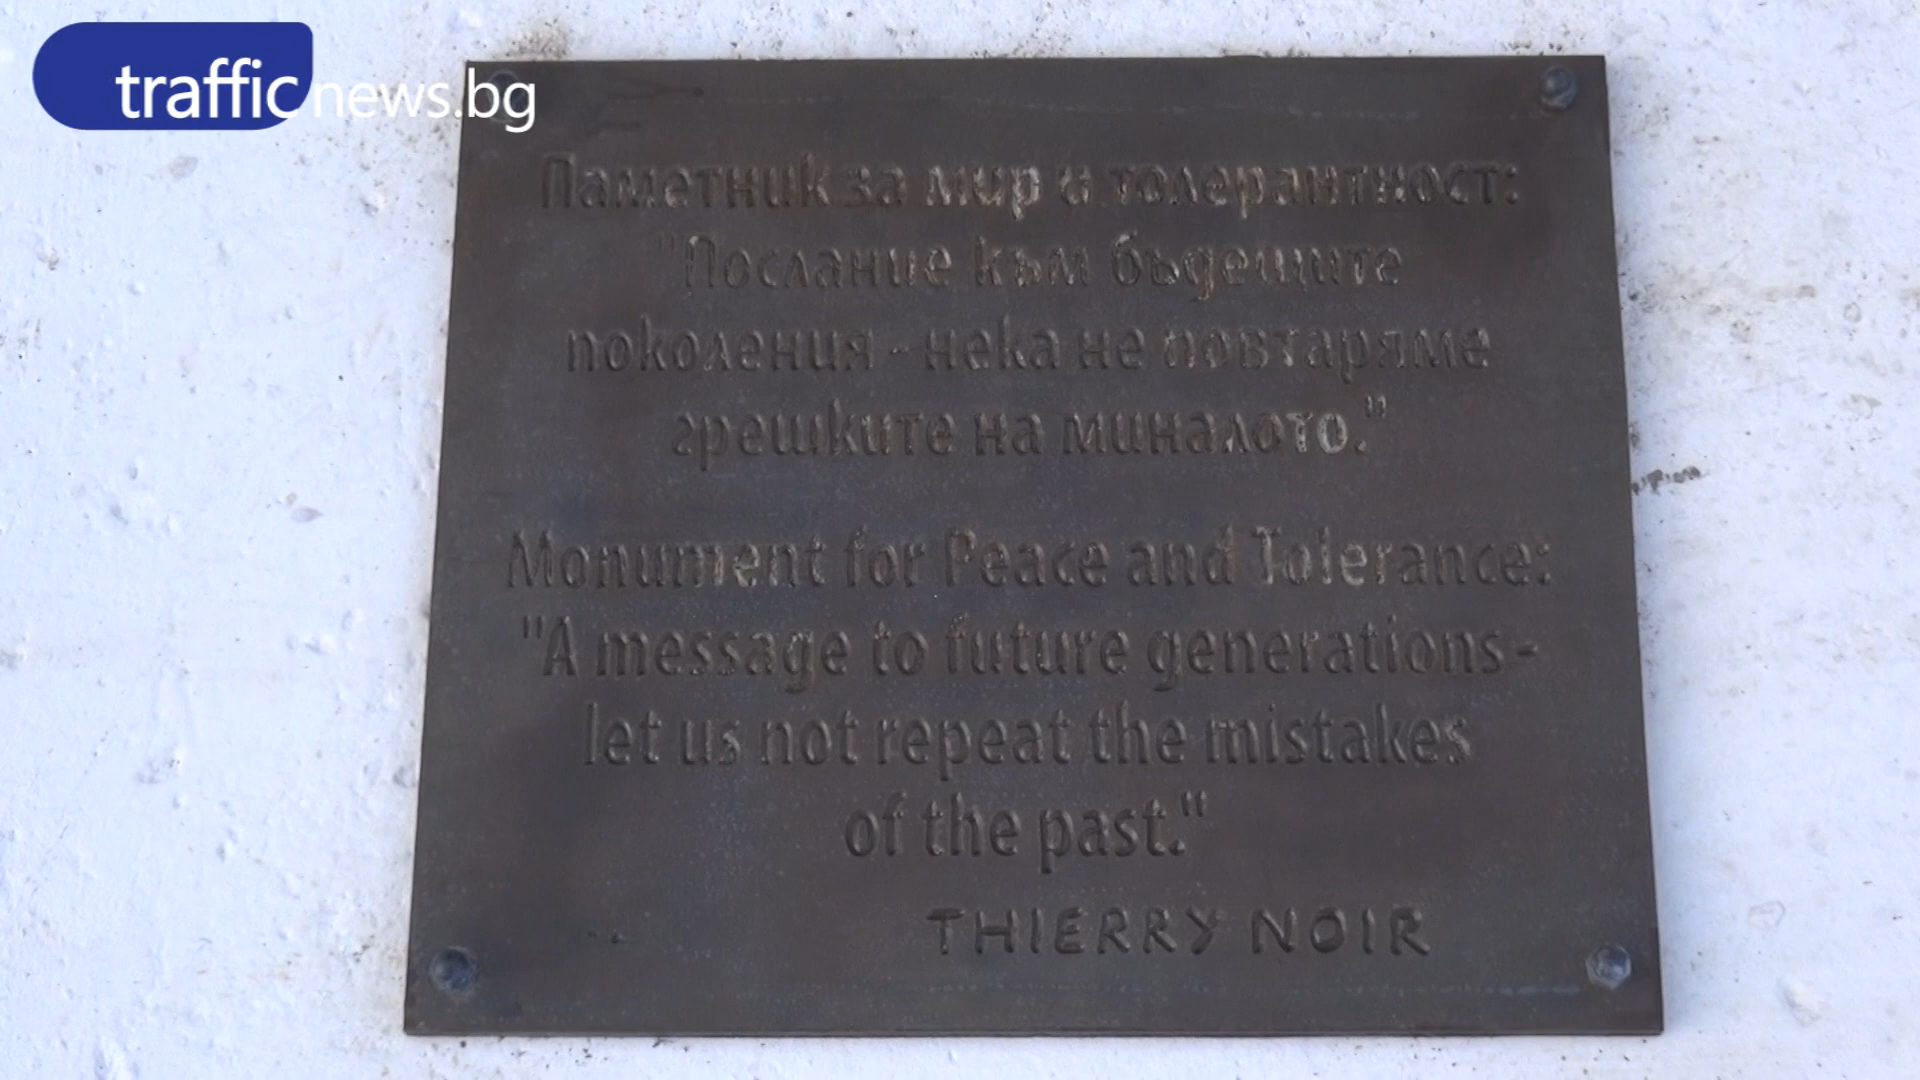 trafficnews.bg
Паметник за мир и толерантност:
"Послание към бъдещите
поколения - нека не повтаряме
грешките на миналото."
Monument for Peace and Tolerance:
"A message to future generations -
let us not repeat the mistakes
of the past."
THIERRY NOIR